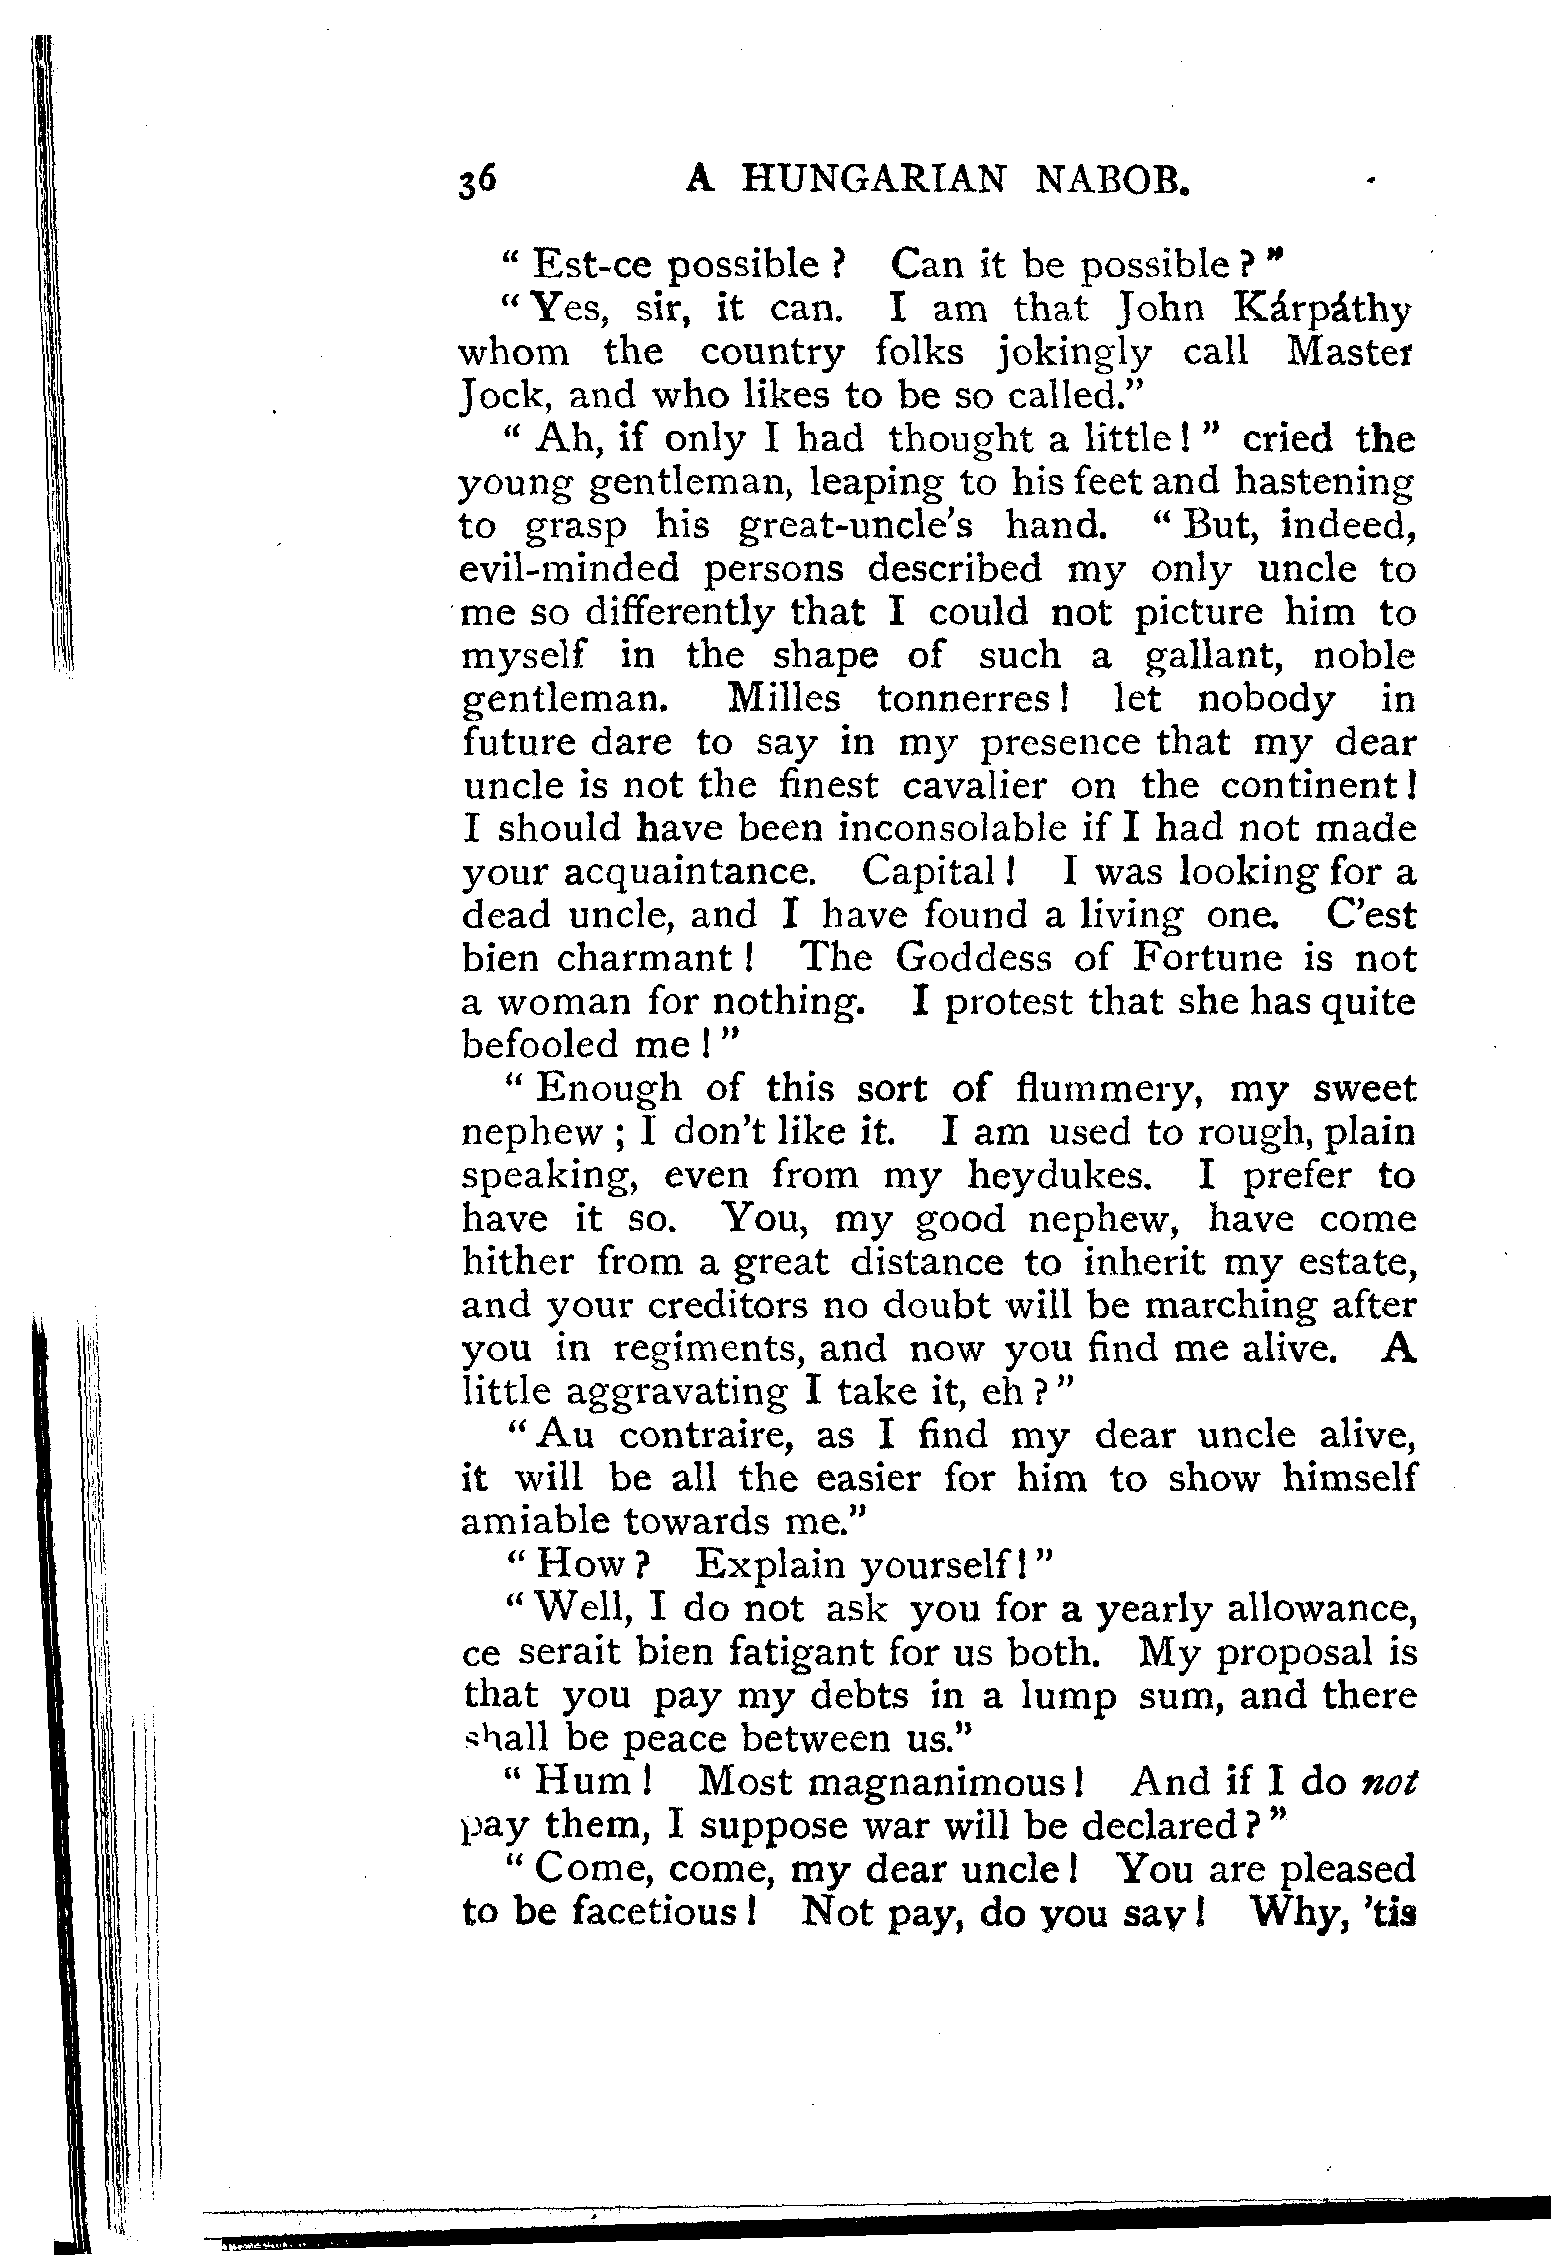 36 A HUNGARIAN NABOB.
“ Est-ce possible ? Can it be possible ? ”
“ Yes, sir, it can. I am that John Kárpáthy
whom the country folks jokingly call Master
Jock, and who likes to be so called.”
“ Ah, if only I had thought a little ! ” cried the
young gentleman, leaping to his feet and hastening
to grasp his great-uncle’s hand. “ But, indeed,
evil-minded persons described my only uncle to
me so differently that I could not picture him to
myself in the shape of such a gallant, noble
gentleman. Milles tonnerres ! let nobody in
future dare to say in my presence that my dear
uncle is not the finest cavalier on the continent !
I should have been inconsolable if I had not made
your acquaintance. Capital ! I was looking for a
dead uncle, and I have found a living one. C’est
bien charmant ! The Goddess of Fortune is not
a woman for nothing. I protest that she has quite
befooled me ! ”
“ Enough of this sort of flummery, my sweet
nephew ; I don’t like it. I am used to rough, plain
speaking, even from my heydukes. I prefer to
have it so. You, my good nephew, have come
hither from a great distance to inherit my estate,
and your creditors no doubt will be marching after
you in regiments, and now you find me alive. A
little aggravating I take it, eh ? ”
“ Au contraire, as I find my dear uncle alive,
it will be all the easier for him to show himself
amiable towards me.”
“ How ? Explain yourself ! ”
“ Well, I do not ask you for a yearly allowance,
ce serait bien fatigant for us both. My proposal is
that you pay my debts in a lump sum, and there
shall be peace between us.”
“ Hum ! Most magnanimous ! And if I do not
pay them, I suppose war will be declared ? ”
“ Come, come, my dear uncle ! You are pleased
to be facetious ! Not pay, do you say ! Why, ’tis